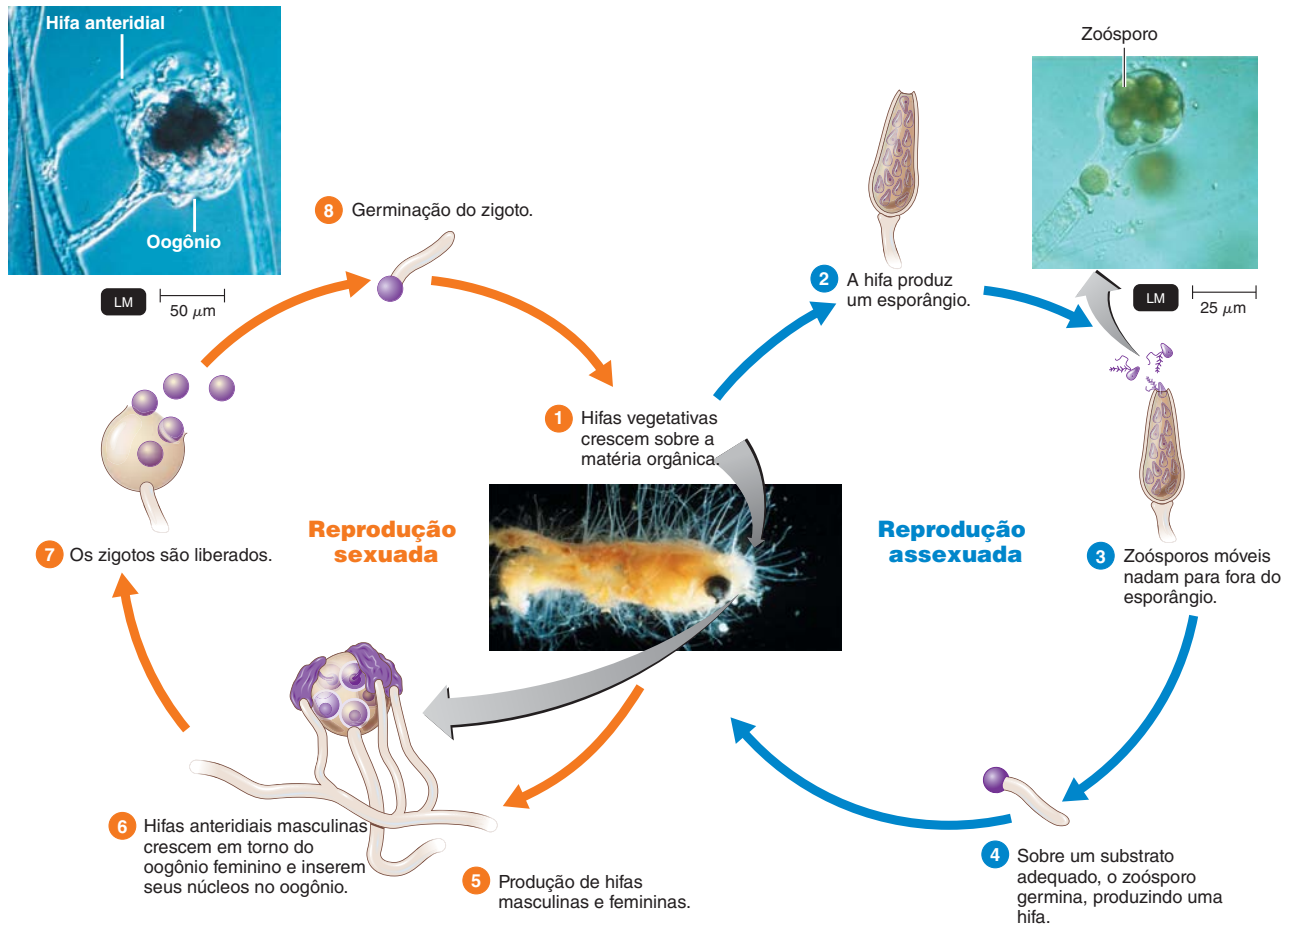 Hifa anteridial
Oogônio
LM
50 μm
Zoósporo
LM
25 μm
8 Germinação do zigoto.
2 A hifa produz
um esporângio.
1 Hifas vegetativas
crescem sobre a
matéria orgânica.
Reprodução
sexuada
Reprodução
assexuada
7 Os zigotos são liberados.
3 Zoósporos móveis
nadam para fora do
esporângio.
6 Hifas anteridiais masculinas
crescem em torno do
oogônio feminino e inserem
seus núcleos no oogônio.
5 Produção de hifas
masculinas e femininas.
4 Sobre um substrato
adequado, o zoósporo
germina, produzindo uma
hifa.